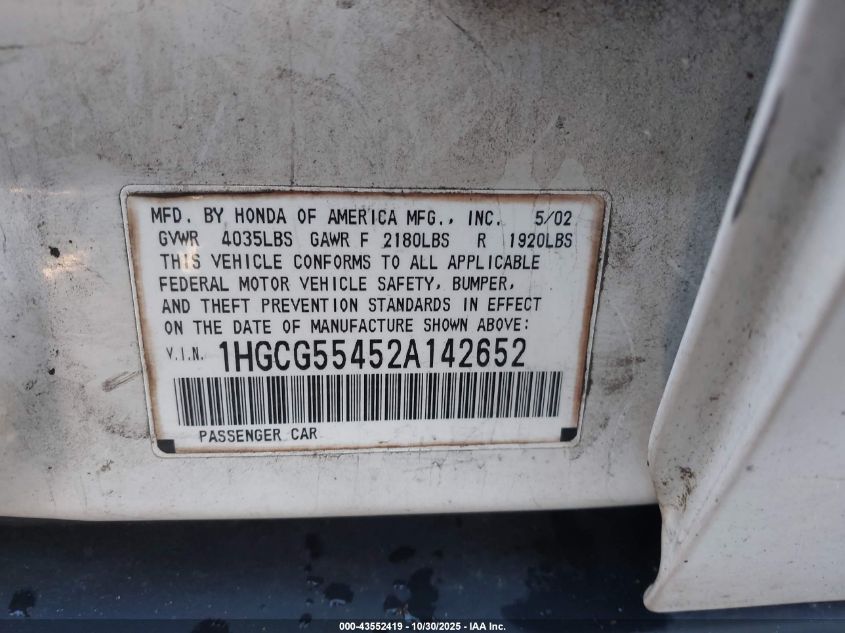 MFD. BY HONDA OF AMERICA MFG., INC. 5/02
GVWR 4035LBS GAWR F 2180LBS R 1920LBS
THIS VEHICLE CONFORMS TO ALL APPLICABLE
FEDERAL MOTOR VEHICLE SAFETY, BUMPER,
AND THEFT PREVENTION STANDARDS IN EFFECT
ON THE DATE OF MANUFACTURE SHOWN ABOVE:
V.I.N. 1HGCG55452A142652
PASSENGER CAR
000-43552419 - 10/30/2025 - IAA Inc.